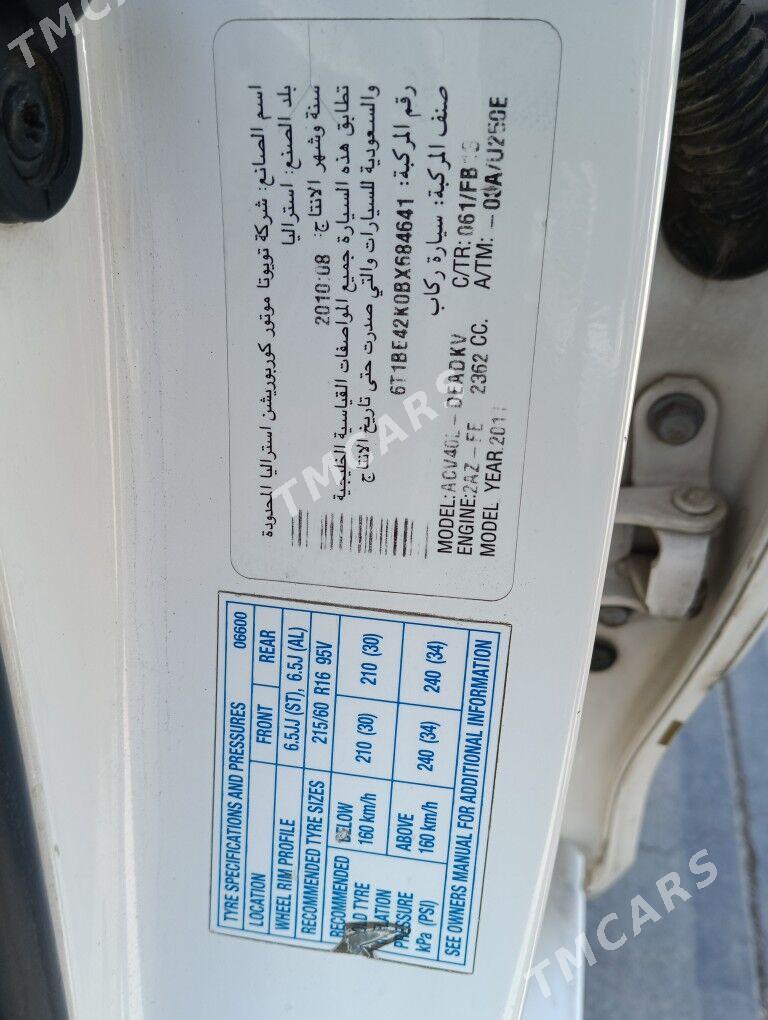 اسم الصانع: شركة تويوتا موتور كوربوريشن استراليا المحدودة
بلد الصنع: استراليا
سنة وشهر الانتاج: 2010:08
تطابق هذه السيارة جميع المواصفات القياسية الخليجية
والسعودية للسيارات والتي صدرت حتى تاريخ الانتاج
رقم المركبة: 6T1BE42K0BX684641
صنف المركبة: سيارة ركاب
MODEL: ACV40L-DEADKV C/TR: 061/FB
ENGINE: 2AZ-FE 2362 CC. A/TM: -03A/U250E
MODEL YEAR.2011
TYRE SPECIFICATIONS AND PRESSURES 06600
LOCATION FRONT REAR
WHEEL RIM PROFILE 6.5JJ (ST), 6.5J (AL)
RECOMMENDED TYRE SIZES 215/60 R16 95V
RECOMMENDED BELOW 160 km/h 210 (30) 210 (30)
TYRE
PRESSURE
kPa (PSI) ABOVE 160 km/h 240 (34) 240 (34)
SEE OWNERS MANUAL FOR ADDITIONAL INFORMATION
TMCARS
TMCARS
TMCARS
TMCARS